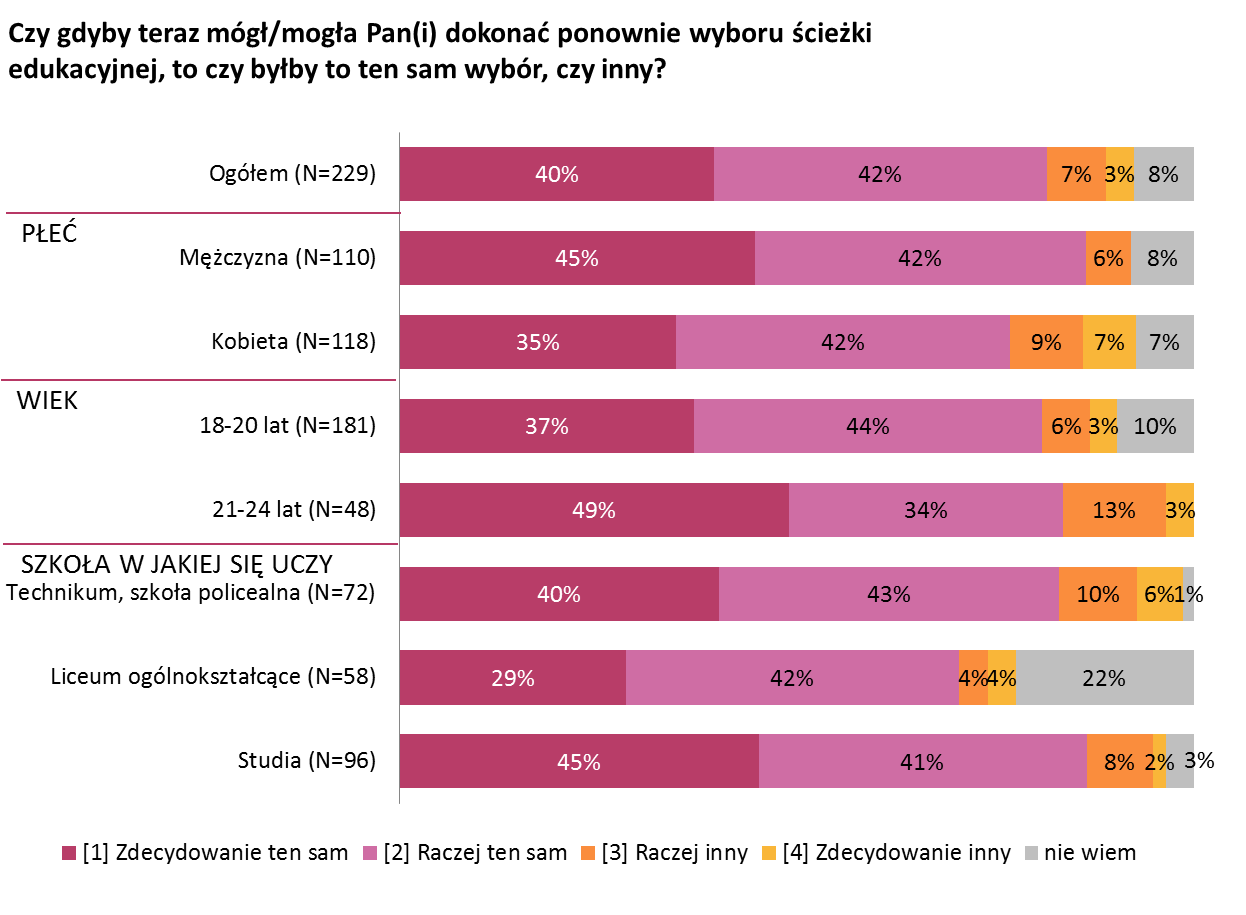 Czy gdyby teraz mógł/mogła Pan(i) dokonać ponownie wyboru ścieżki
edukacyjnej, to czy byłby to ten sam wybór, czy inny?
Ogółem (N=229) 40% 42% 7% 3% 8%
PŁEĆ
Mężczyzna (N=110) 45% 42% 6% 8%
Kobieta (N=118) 35% 42% 9% 7% 7%
WIEK
18-20 lat (N=181) 37% 44% 6% 3% 10%
21-24 lat (N=48) 49% 34% 13% 3%
SZKOŁA W JAKIEJ SIĘ UCZY
Technikum, szkoła policealna (N=72) 40% 43% 10% 6% 1%
Liceum ogólnokształcące (N=58) 29% 42% 4% 4% 22%
Studia (N=96) 45% 41% 8% 2% 3%
[1] Zdecydowanie ten sam [2] Raczej ten sam [3] Raczej inny [4] Zdecydowanie inny nie wiem